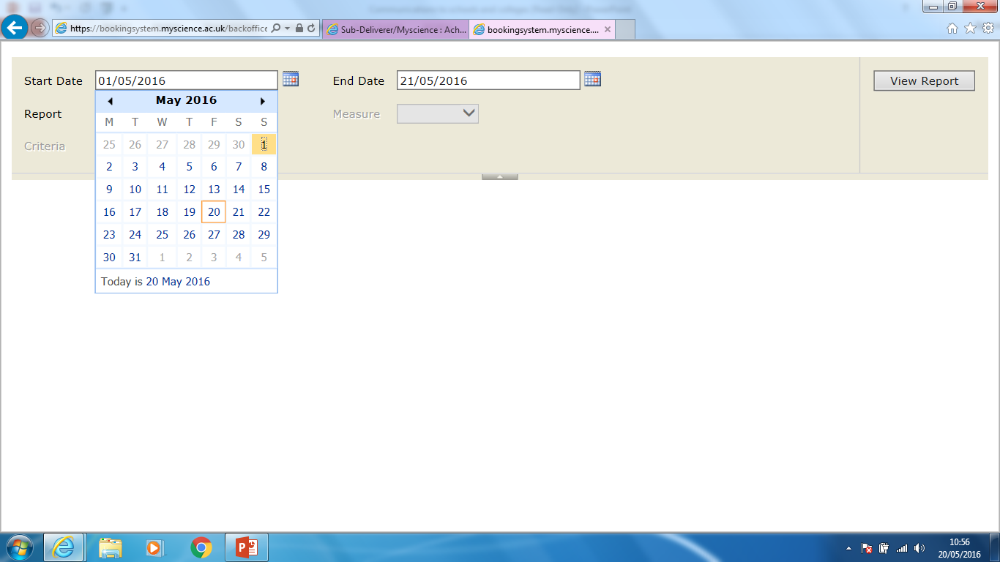 https://bookingsystem.myscience.ac.uk/backoffice
Sub-Deliverer/Myscience : Ach...
bookingsystem.myscience....
Start Date 01/05/2016 End Date 21/05/2016 View Report
May 2016
Report Measure
M T W T F S S
Criteria
25 26 27 28 29 30 1
2 3 4 5 6 7 8
9 10 11 12 13 14 15
16 17 18 19 20 21 22
23 24 25 26 27 28 29
30 31 1 2 3 4 5
Today is 20 May 2016
10:56
20/05/2016